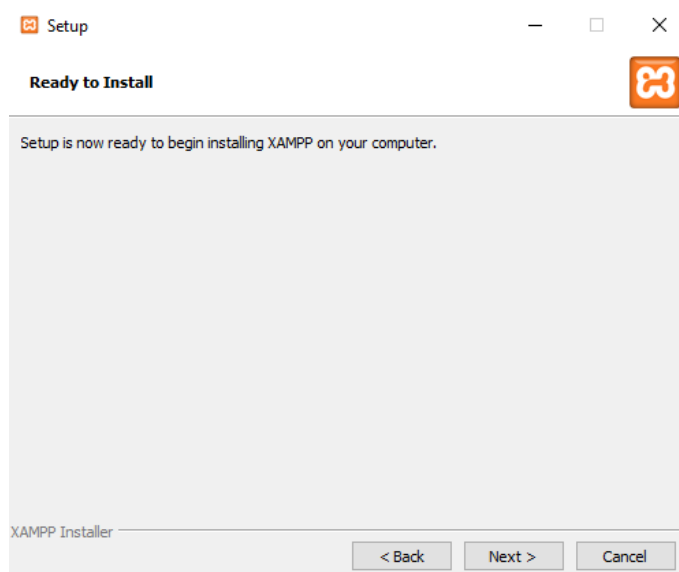 Setup
Ready to Install
Setup is now ready to begin installing XAMPP on your computer.
XAMPP Installer
< Back Next > Cancel